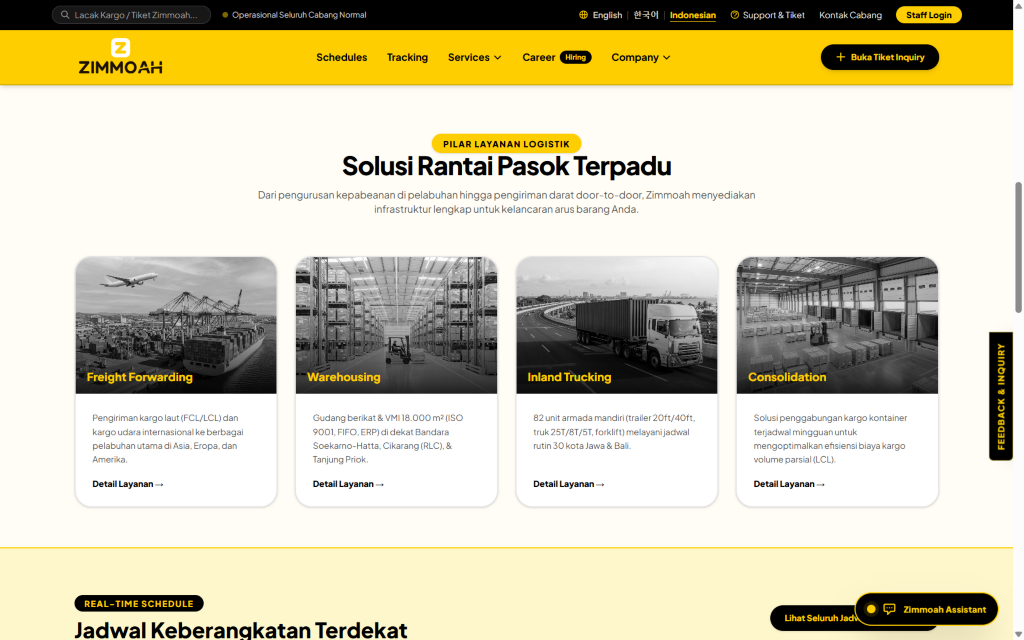 Lacak Kargo / Tiket Zimmoah...
Operasional Seluruh Cabang Normal
English
한국어
Indonesian
Support & Tiket
Kontak Cabang
Staff Login
Z
ZIMMOAH
Schedules
Tracking
Services
Career
Hiring
Company
Buka Tiket Inquiry
PILAR LAYANAN LOGISTIK
Solusi Rantai Pasok Terpadu
Dari pengurusan kepabeanan di pelabuhan hingga pengiriman darat door-to-door, Zimmoah menyediakan
infrastruktur lengkap untuk kelancaran arus barang Anda.
Freight Forwarding
Pengiriman kargo laut (FCL/LCL) dan
kargo udara internasional ke berbagai
pelabuhan utama di Asia, Eropa, dan
Amerika.
Detail Layanan →
Warehousing
Gudang berikat & VMI 18.000 m² (ISO
9001, FIFO, ERP) di dekat Bandara
Soekarno-Hatta, Cikarang (RLC), &
Tanjung Priok.
Detail Layanan →
Inland Trucking
82 unit armada mandiri (trailer 20ft/40ft,
truk 25T/8T/5T, forklift) melayani jadwal
rutin 30 kota Jawa & Bali.
Detail Layanan →
Consolidation
Solusi penggabungan kargo kontainer
terjadwal mingguan untuk
mengoptimalkan efisiensi biaya kargo
volume parsial (LCL).
Detail Layanan →
FEEDBACK & INQUIRY
REAL-TIME SCHEDULE
Jadwal Keberangkatan Terdekat
Lihat Seluruh
Zimmoah Assistant